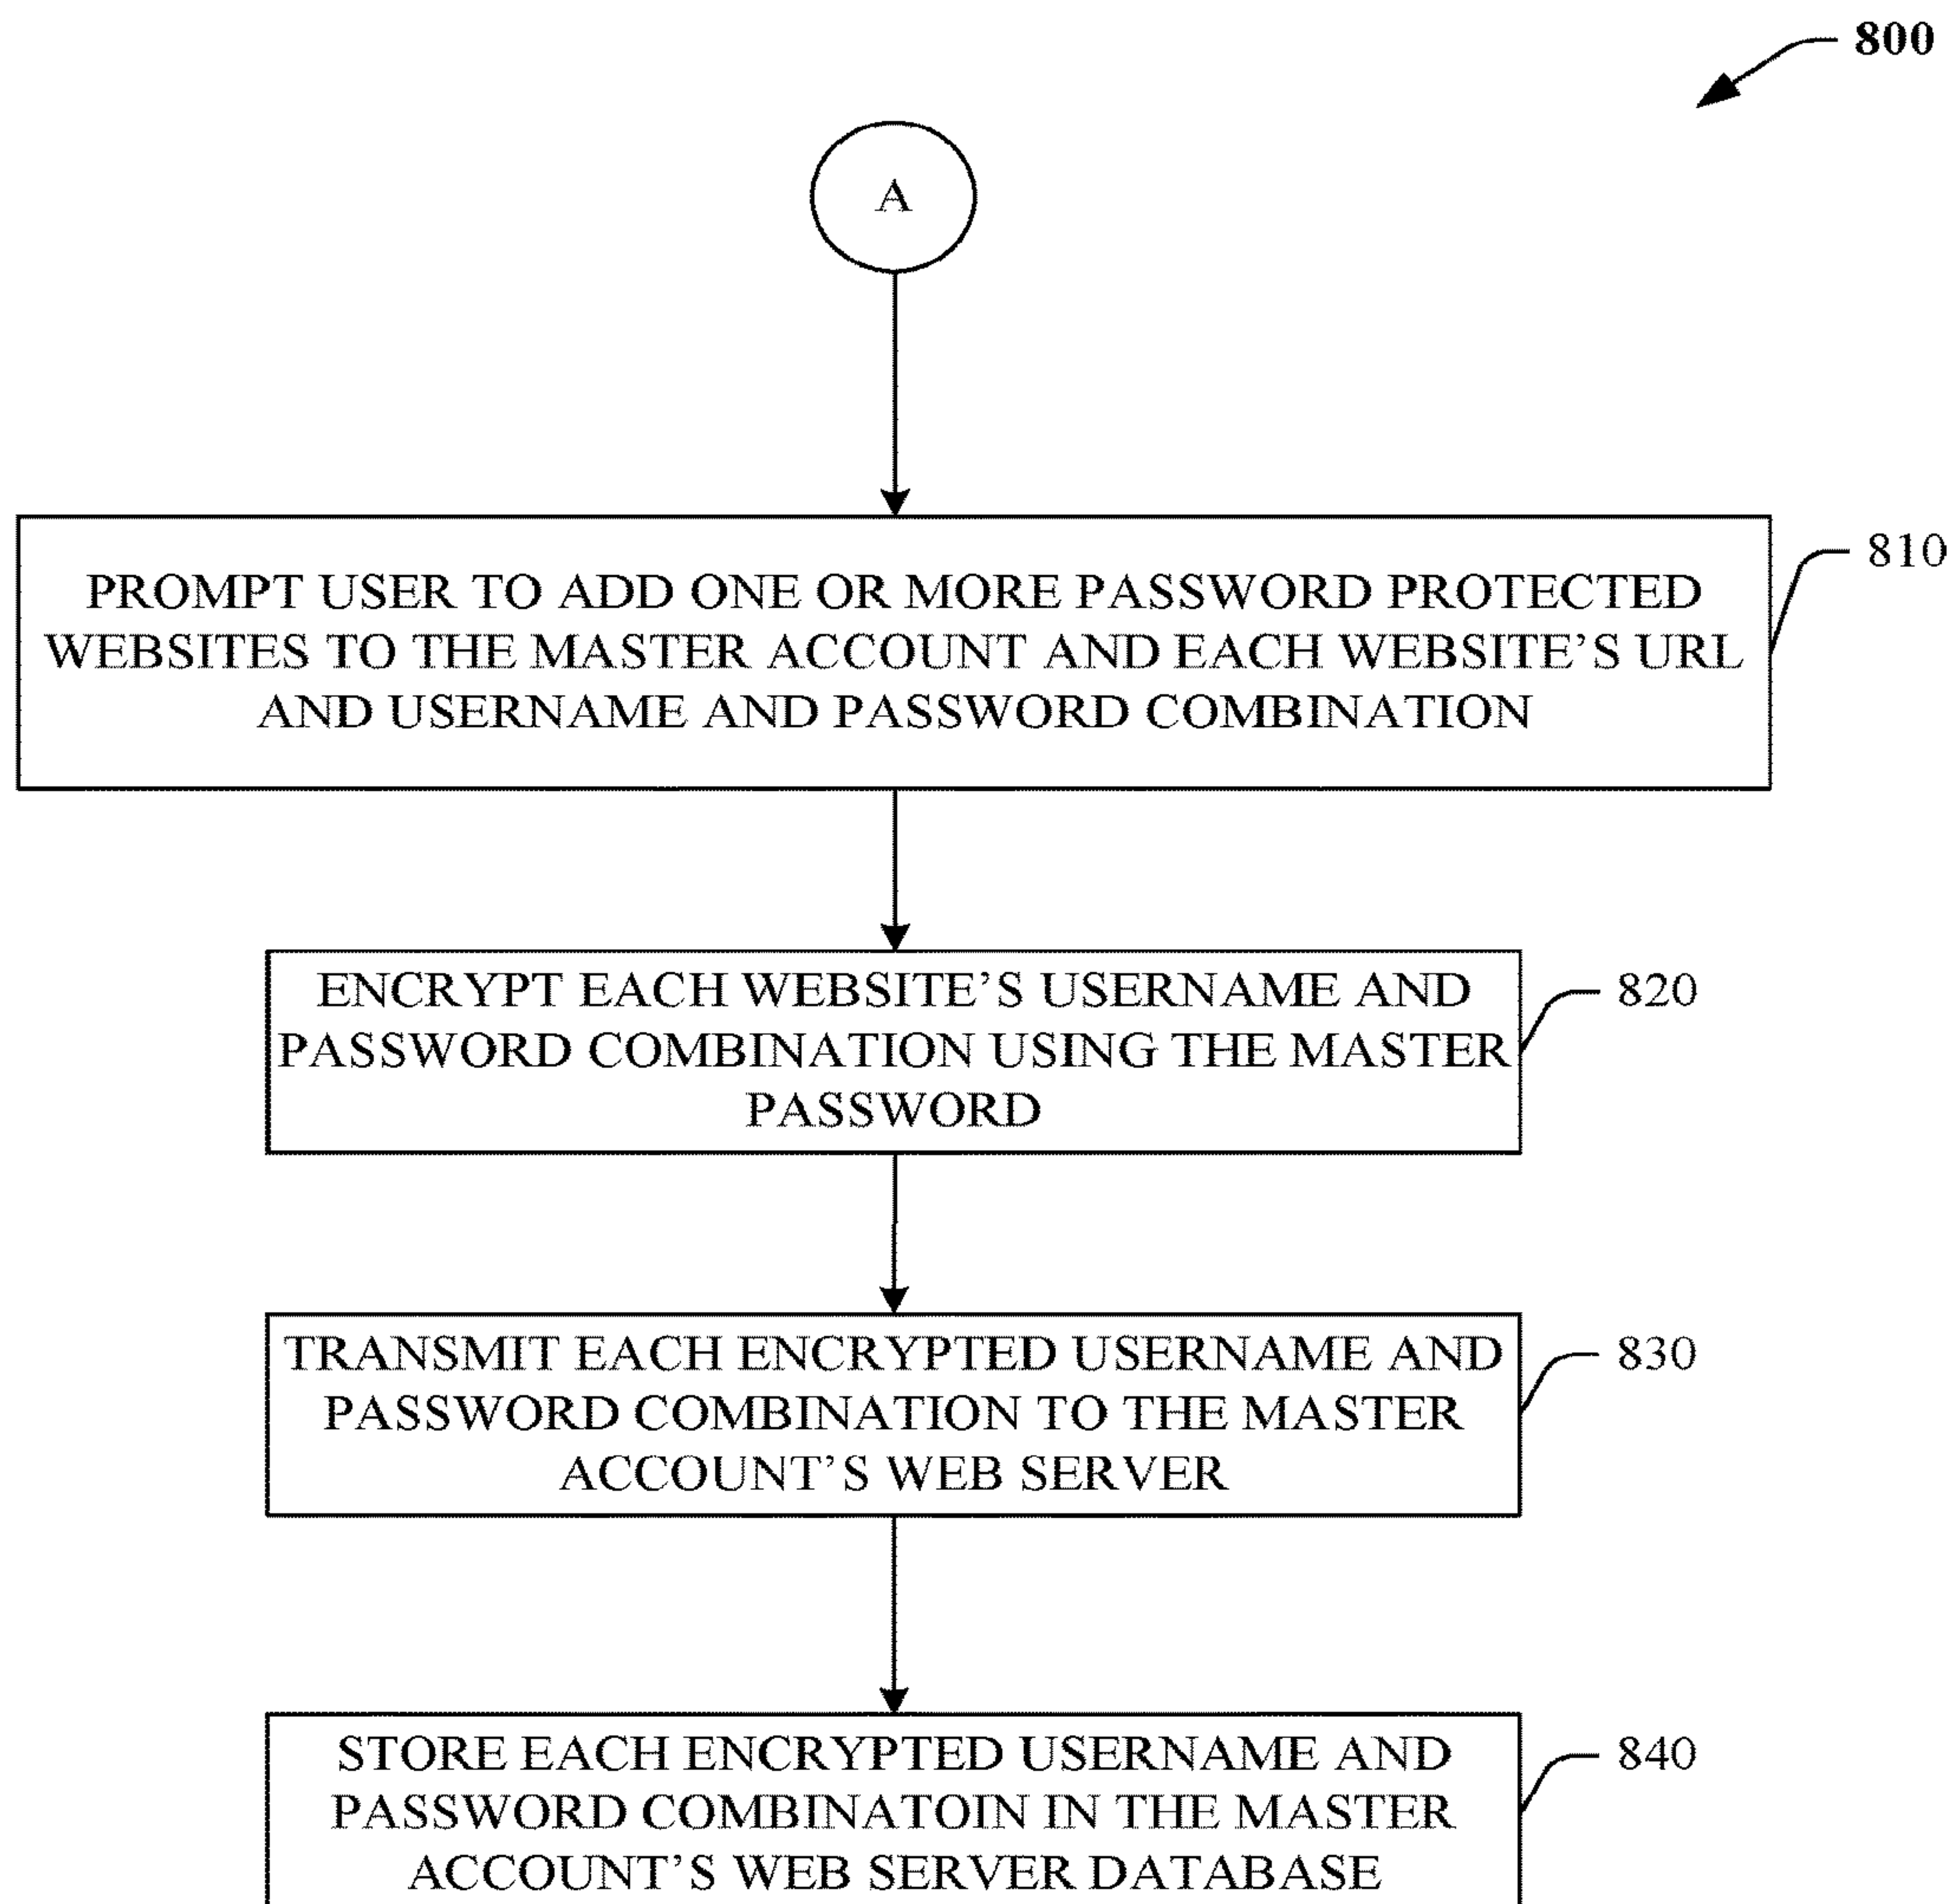 800
A
PROMPT USER TO ADD ONE OR MORE PASSWORD PROTECTED
WEBSITES TO THE MASTER ACCOUNT AND EACH WEBSITE'S URL
AND USERNAME AND PASSWORD COMBINATION
810
ENCRYPT EACH WEBSITE'S USERNAME AND
PASSWORD COMBINATION USING THE MASTER
PASSWORD
820
TRANSMIT EACH ENCRYPTED USERNAME AND
PASSWORD COMBINATION TO THE MASTER
ACCOUNT'S WEB SERVER
830
STORE EACH ENCRYPTED USERNAME AND
PASSWORD COMBINATOIN IN THE MASTER
ACCOUNT'S WEB SERVER DATABASE
840